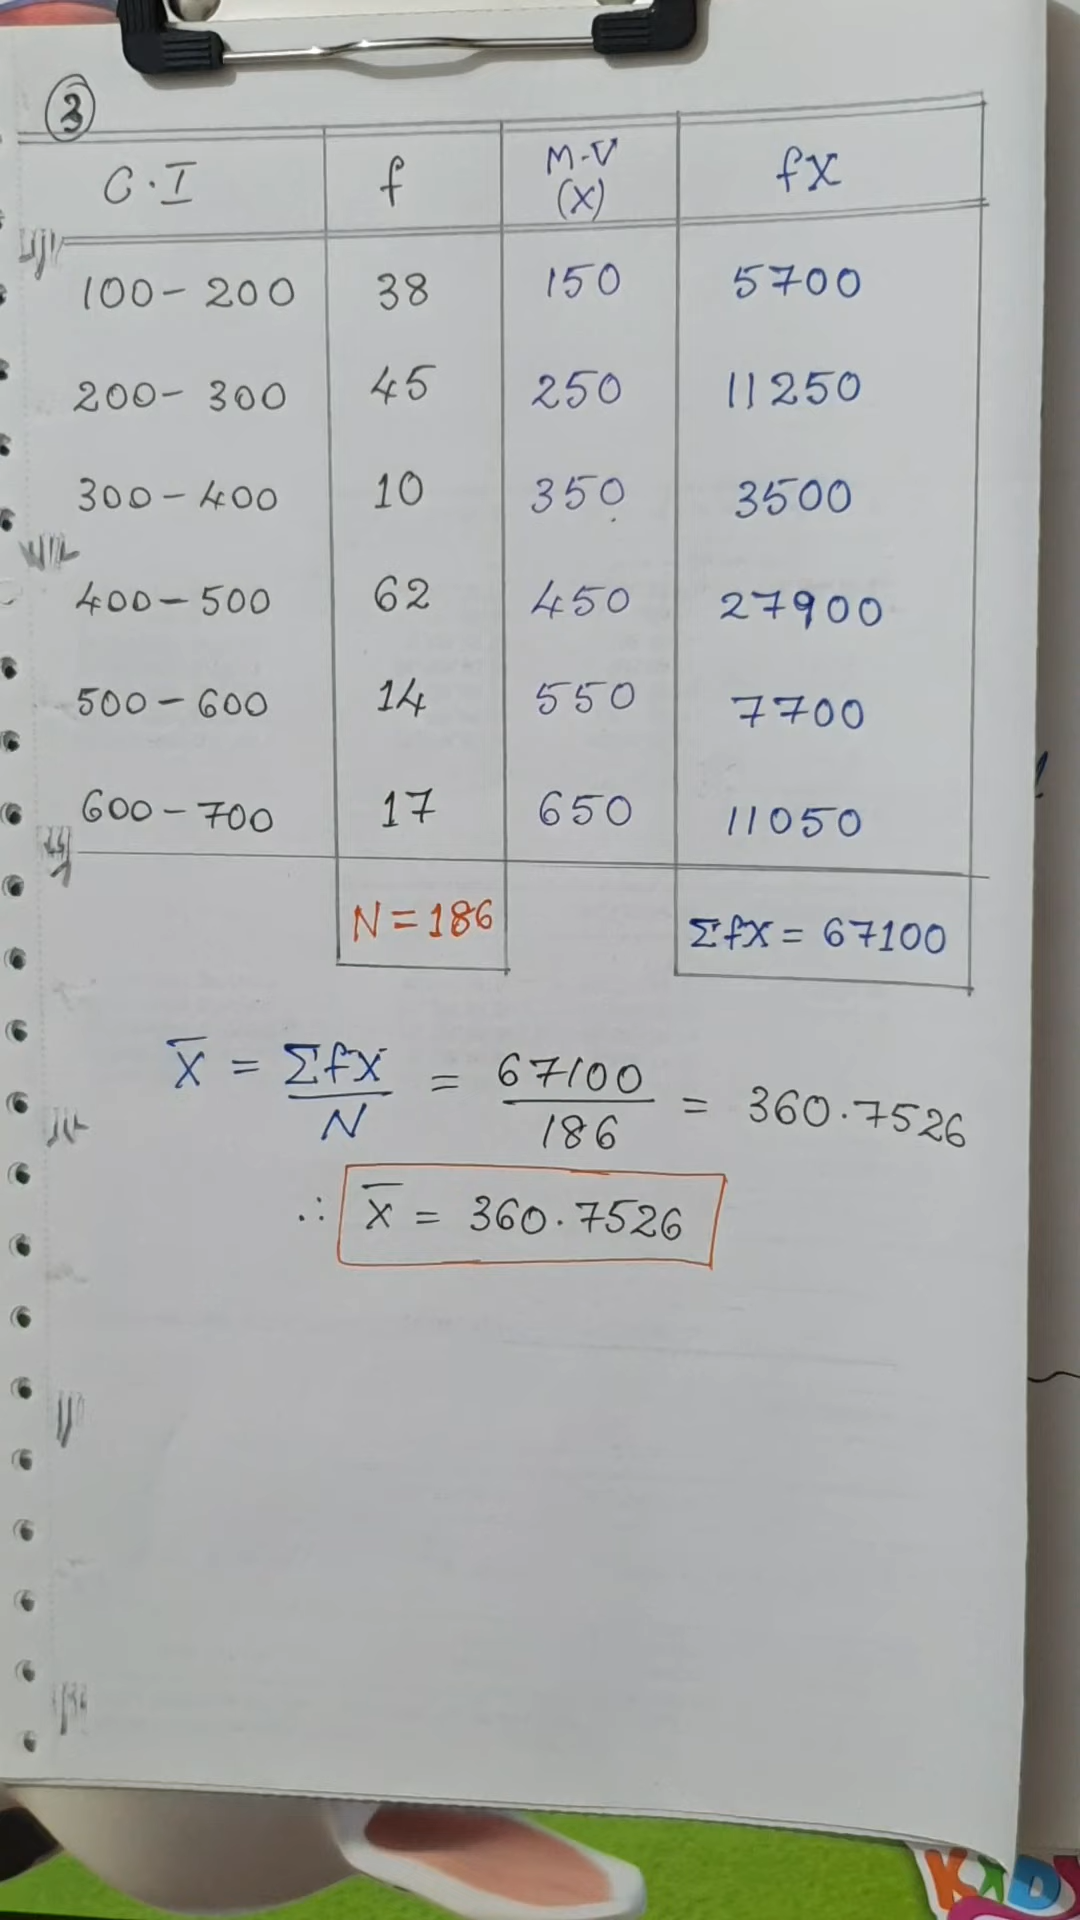 3
C.I f M.V (X) fX
100 - 200 38 150 5700
200 - 300 45 250 11250
300 - 400 10 350 3500
400 - 500 62 450 27900
500 - 600 14 550 7700
600 - 700 17 650 11050
N = 186 ΣfX = 67100
X̄ = ΣfX / N = 67100 / 186 = 360.7526
∴ X̄ = 360.7526